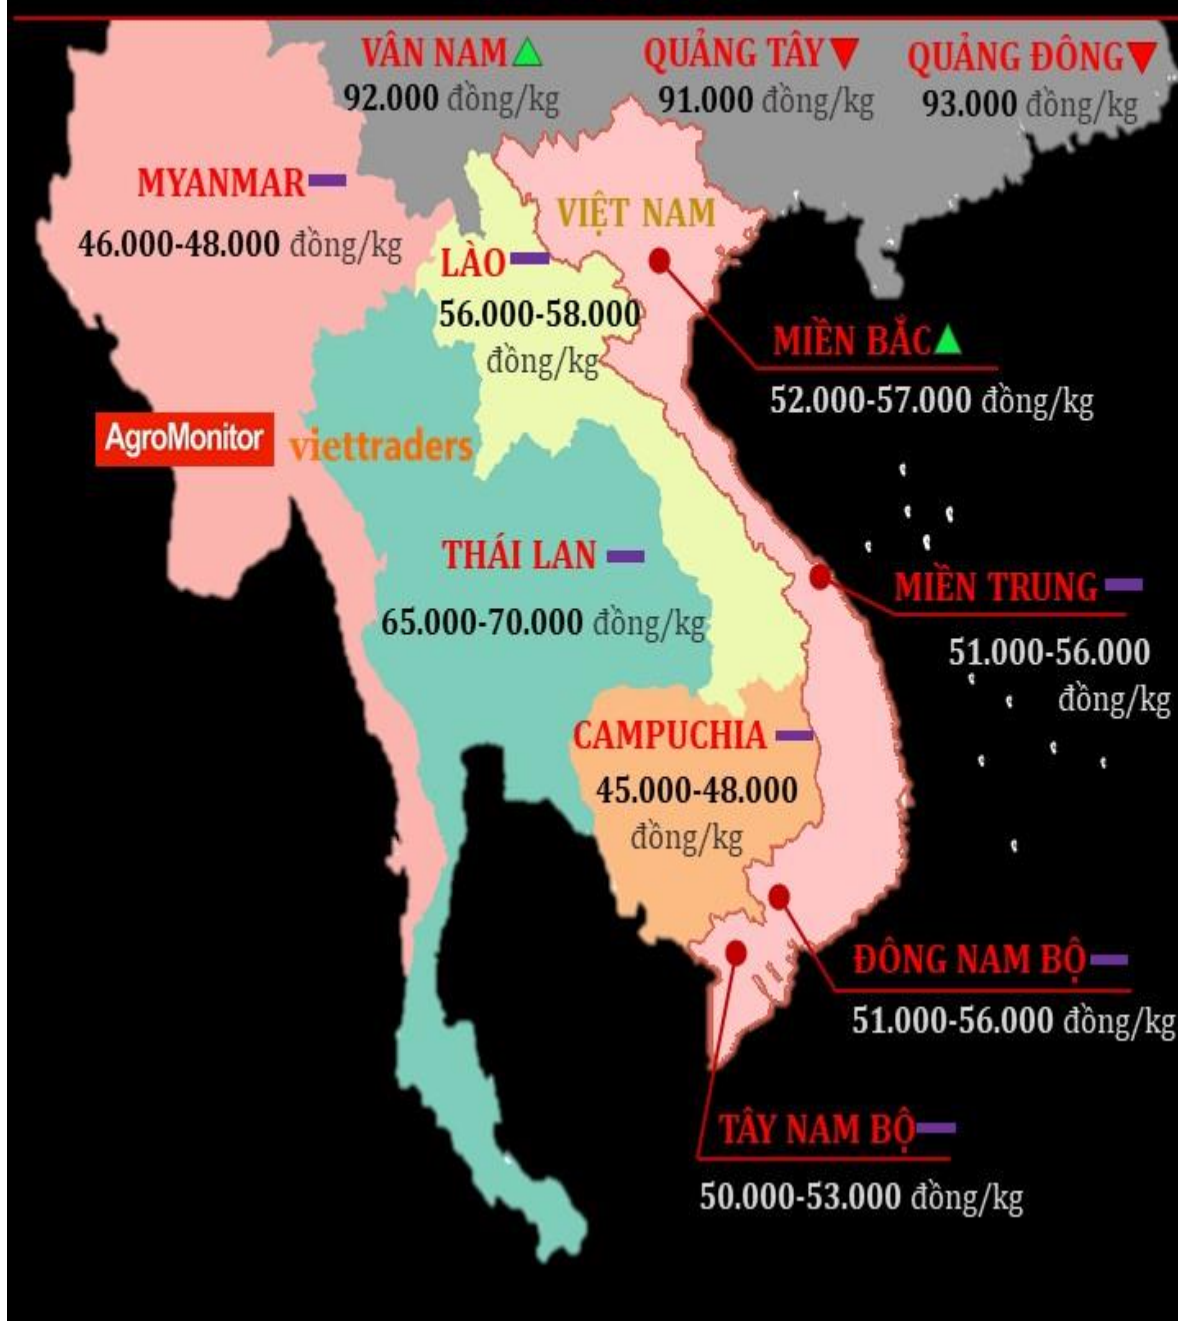 VÂN NAM
92.000 đồng/kg
QUẢNG TÂY
91.000 đồng/kg
QUẢNG ĐÔNG
93.000 đồng/kg
MYANMAR
46.000-48.000 đồng/kg
VIỆT NAM
LÀO
56.000-58.000
đồng/kg
MIỀN BẮC
52.000-57.000 đồng/kg
AgroMonitor
viettraders
THÁI LAN
65.000-70.000 đồng/kg
MIỀN TRUNG
51.000-56.000
đồng/kg
CAMPUCHIA
45.000-48.000
đồng/kg
ĐÔNG NAM BỘ
51.000-56.000 đồng/kg
TÂY NAM BỘ
50.000-53.000 đồng/kg